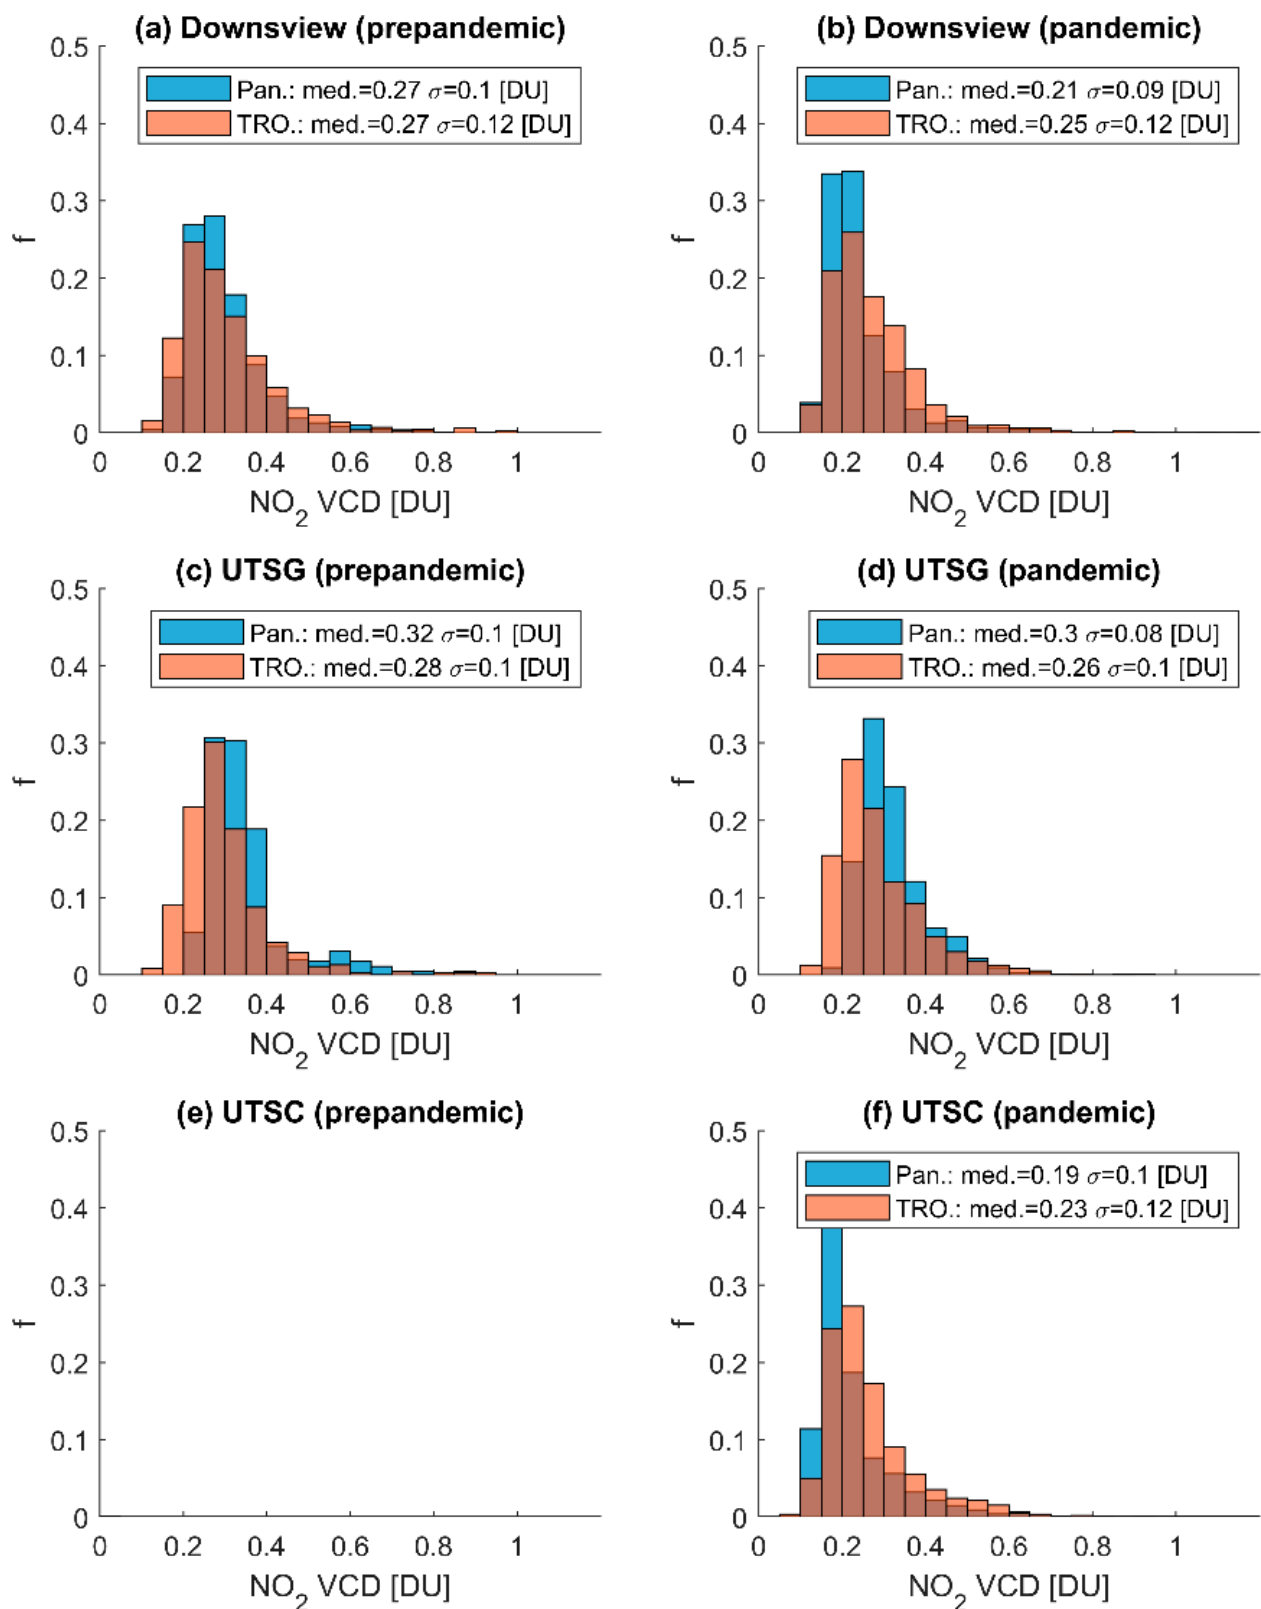 (a) Downsview (prepandemic)
0.5
0.4
0.3
0.2
0.1
0
f
Pan.: med.=0.27 σ=0.1 [DU]
TRO.: med.=0.27 σ=0.12 [DU]
0 0.2 0.4 0.6 0.8 1
NO2 VCD [DU]
(b) Downsview (pandemic)
0.5
0.4
0.3
0.2
0.1
0
f
Pan.: med.=0.21 σ=0.09 [DU]
TRO.: med.=0.25 σ=0.12 [DU]
0 0.2 0.4 0.6 0.8 1
NO2 VCD [DU]
(c) UTSG (prepandemic)
0.5
0.4
0.3
0.2
0.1
0
f
Pan.: med.=0.32 σ=0.1 [DU]
TRO.: med.=0.28 σ=0.1 [DU]
0 0.2 0.4 0.6 0.8 1
NO2 VCD [DU]
(d) UTSG (pandemic)
0.5
0.4
0.3
0.2
0.1
0
f
Pan.: med.=0.3 σ=0.08 [DU]
TRO.: med.=0.26 σ=0.1 [DU]
0 0.2 0.4 0.6 0.8 1
NO2 VCD [DU]
(e) UTSC (prepandemic)
0.5
0.4
0.3
0.2
0.1
0
f
0 0.2 0.4 0.6 0.8 1
NO2 VCD [DU]
(f) UTSC (pandemic)
0.5
0.4
0.3
0.2
0.1
0
f
Pan.: med.=0.19 σ=0.1 [DU]
TRO.: med.=0.23 σ=0.12 [DU]
0 0.2 0.4 0.6 0.8 1
NO2 VCD [DU]